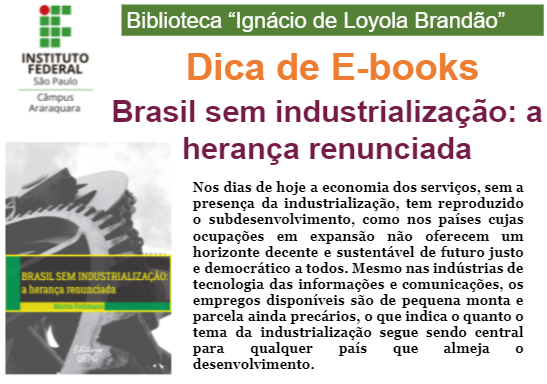 Biblioteca “Ignácio de Loyola Brandão”
INSTITUTO
FEDERAL
São Paulo
Câmpus
Araraquara
Dica de E-books
Brasil sem industrialização: a
herança renunciada
Nos dias de hoje a economia dos serviços, sem a
presença da industrialização, tem reproduzido
o subdesenvolvimento, como nos países cujas
ocupações em expansão não oferecem um
horizonte decente e sustentável de futuro justo
e democrático a todos. Mesmo nas indústrias de
tecnologia das informações e comunicações, os
empregos disponíveis são de pequena monta e
parcela ainda precários, o que indica o quanto o
tema da industrialização segue sendo central
para qualquer país que almeja o
desenvolvimento.
BRASIL SEM INDUSTRIALIZAÇÃO:
a herança renunciada
Marcio Pochmann
Editora
UEPG